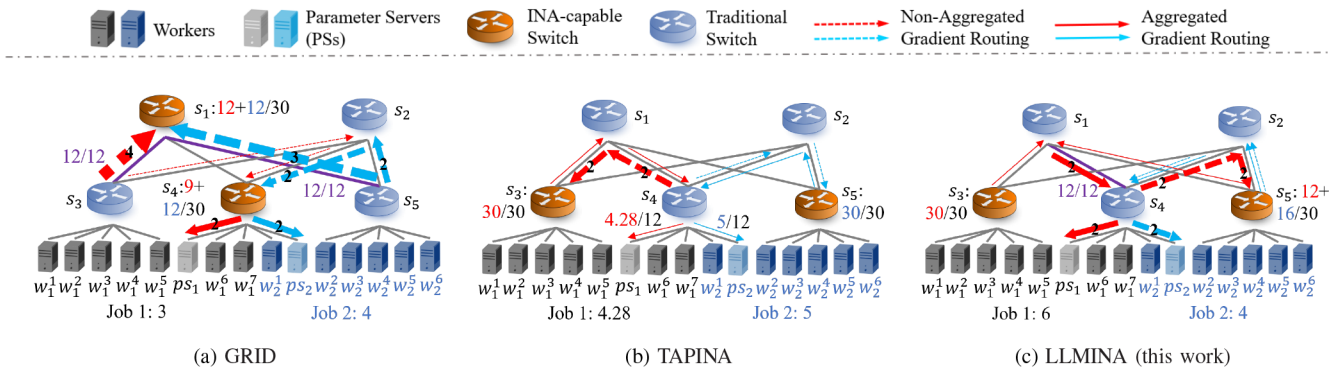 Workers
Parameter Servers (PSs)
INA-capable Switch
Traditional Switch
Non-Aggregated Gradient Routing
Aggregated Gradient Routing
s₁:12+12/30
s₂
4
3
2
2
12/12
12/12
s₃
s₄:9+
12/30
s₅
2
2
w₁¹ w₁² w₁³ w₁⁴ w₁⁵ ps₁ w₁⁶ w₁⁷ w₂¹ ps₂ w₂² w₂³ w₂⁴ w₂⁵ w₂⁶
Job 1: 3
Job 2: 4
(a) GRID
s₁
s₂
2
2
s₃:
30/30
s₄
s₅:
30/30
4.28/12
5/12
w₁¹ w₁² w₁³ w₁⁴ w₁⁵ ps₁ w₁⁶ w₁⁷ w₂¹ ps₂ w₂² w₂³ w₂⁴ w₂⁵ w₂⁶
Job 1: 4.28
Job 2: 5
(b) TAPINA
s₁
s₂
2
2
2
s₃:
30/30
12/12
s₄
s₅: 12+
16/30
2
2
w₁¹ w₁² w₁³ w₁⁴ w₁⁵ ps₁ w₁⁶ w₁⁷ w₂¹ ps₂ w₂² w₂³ w₂⁴ w₂⁵ w₂⁶
Job 1: 6
Job 2: 4
(c) LLMINA (this work)